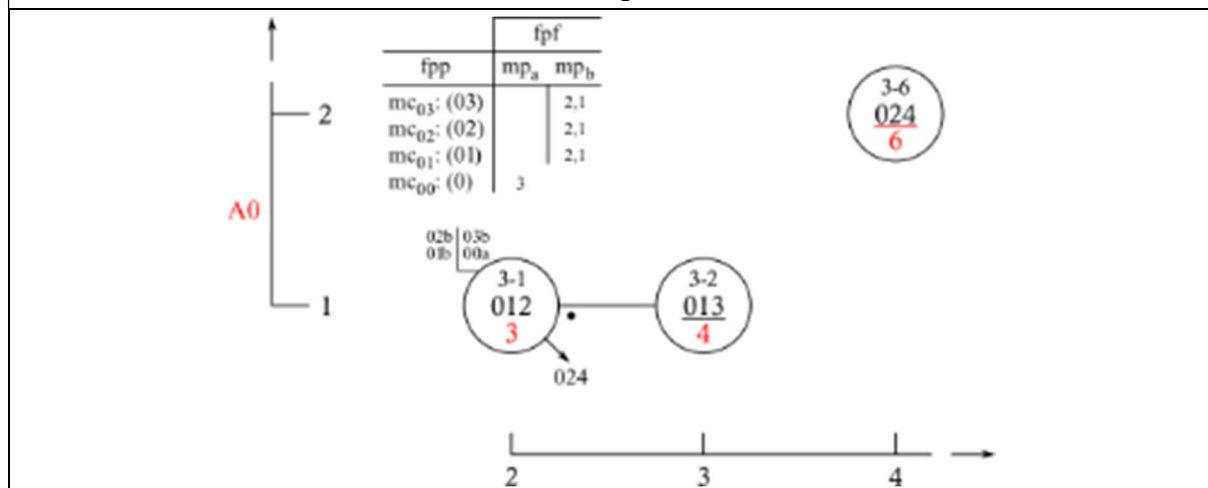 fpf
fpp mpa mpb
mc03: (03) 2,1
mc02: (02) 2,1
mc01: (01) 2,1
mc00: (0) 3
2
A0
1
3-6
024
6
02b 03b
01b 00a
3-1
012
3
3-2
013
4
024
2 3 4